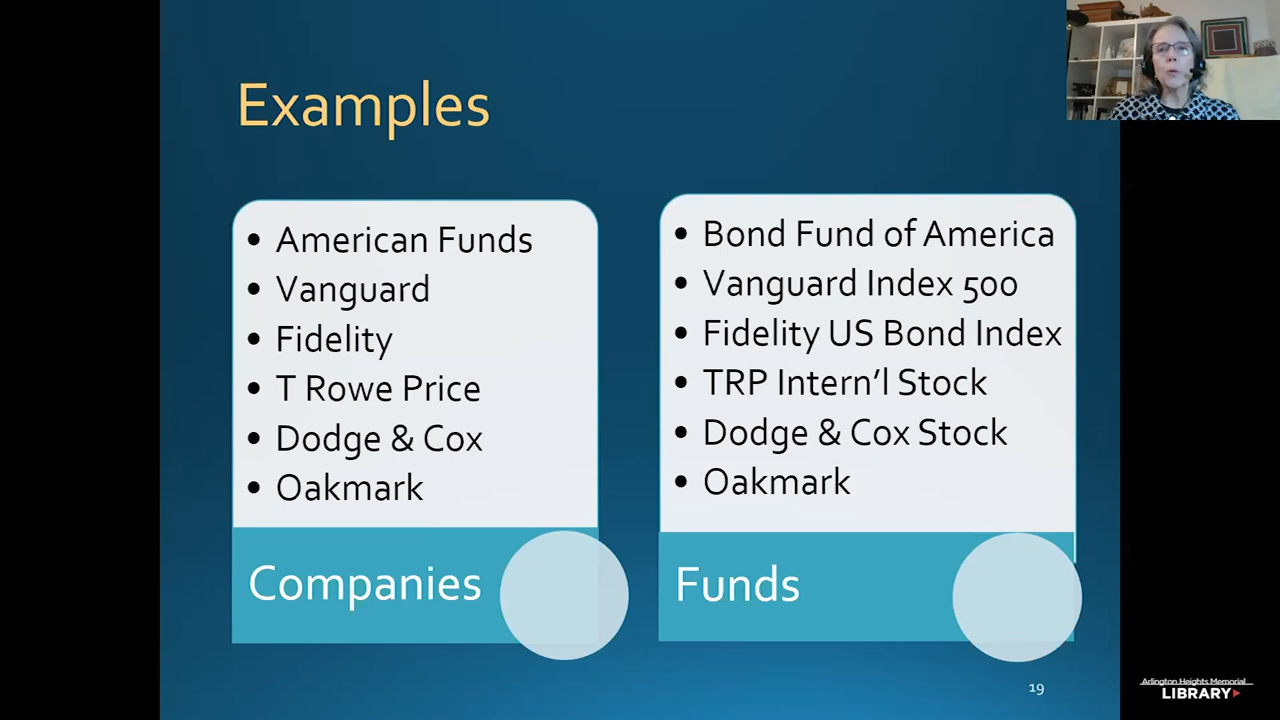 Examples
• American Funds
• Vanguard
• Fidelity
• T Rowe Price
• Dodge & Cox
• Oakmark
Companies
• Bond Fund of America
• Vanguard Index 500
• Fidelity US Bond Index
• TRP Intern’l Stock
• Dodge & Cox Stock
• Oakmark
Funds
19
Arlington Heights Memorial
LIBRARY